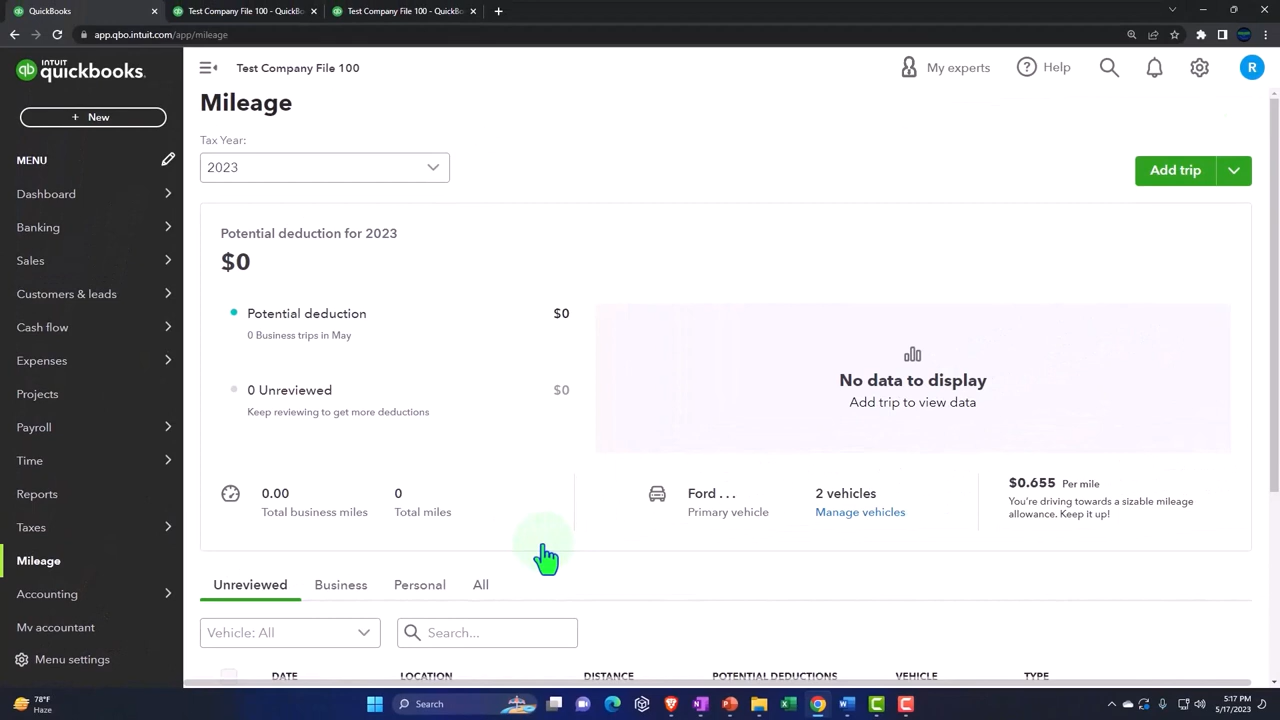 QuickBooks
Test Company File 100 - QuickBo
Test Company File 100 - QuickBo
app.qbo.intuit.com/app/mileage
INTUIT
quickbooks.
Test Company File 100
My experts
Help
R
+ New
Mileage
Tax Year:
2023
Add trip
MENU
Dashboard
Banking
Sales
Customers & leads
Cash flow
Expenses
Projects
Payroll
Time
Reports
Taxes
Mileage
Accounting
My accountant
Menu settings
Potential deduction for 2023
$0
Potential deduction $0
0 Business trips in May
0 Unreviewed $0
Keep reviewing to get more deductions
No data to display
Add trip to view data
0.00
Total business miles
0
Total miles
Ford . . .
Primary vehicle
2 vehicles
Manage vehicles
$0.655 Per mile
You're driving towards a sizable mileage
allowance. Keep it up!
Unreviewed Business Personal All
Vehicle: All
Search...
DATE LOCATION DISTANCE POTENTIAL DEDUCTIONS VEHICLE TYPE
78°F
Haze
Search
5:17 PM
5/17/2023